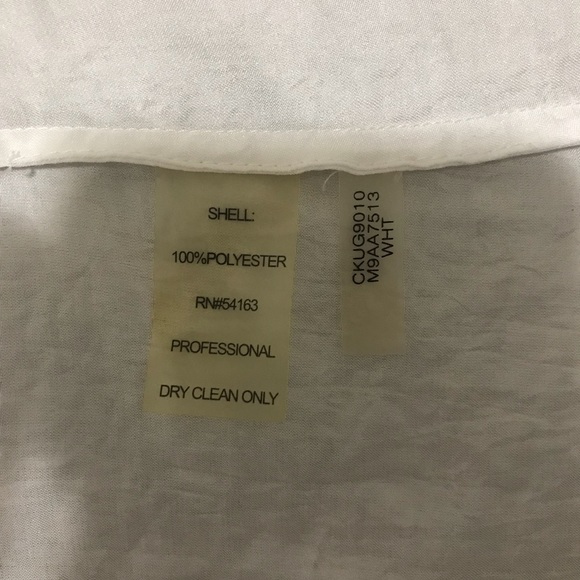 SHELL:
100%POLYESTER
RN#54163
PROFESSIONAL
DRY CLEAN ONLY
CKUG9010
M9AA7513
WHT